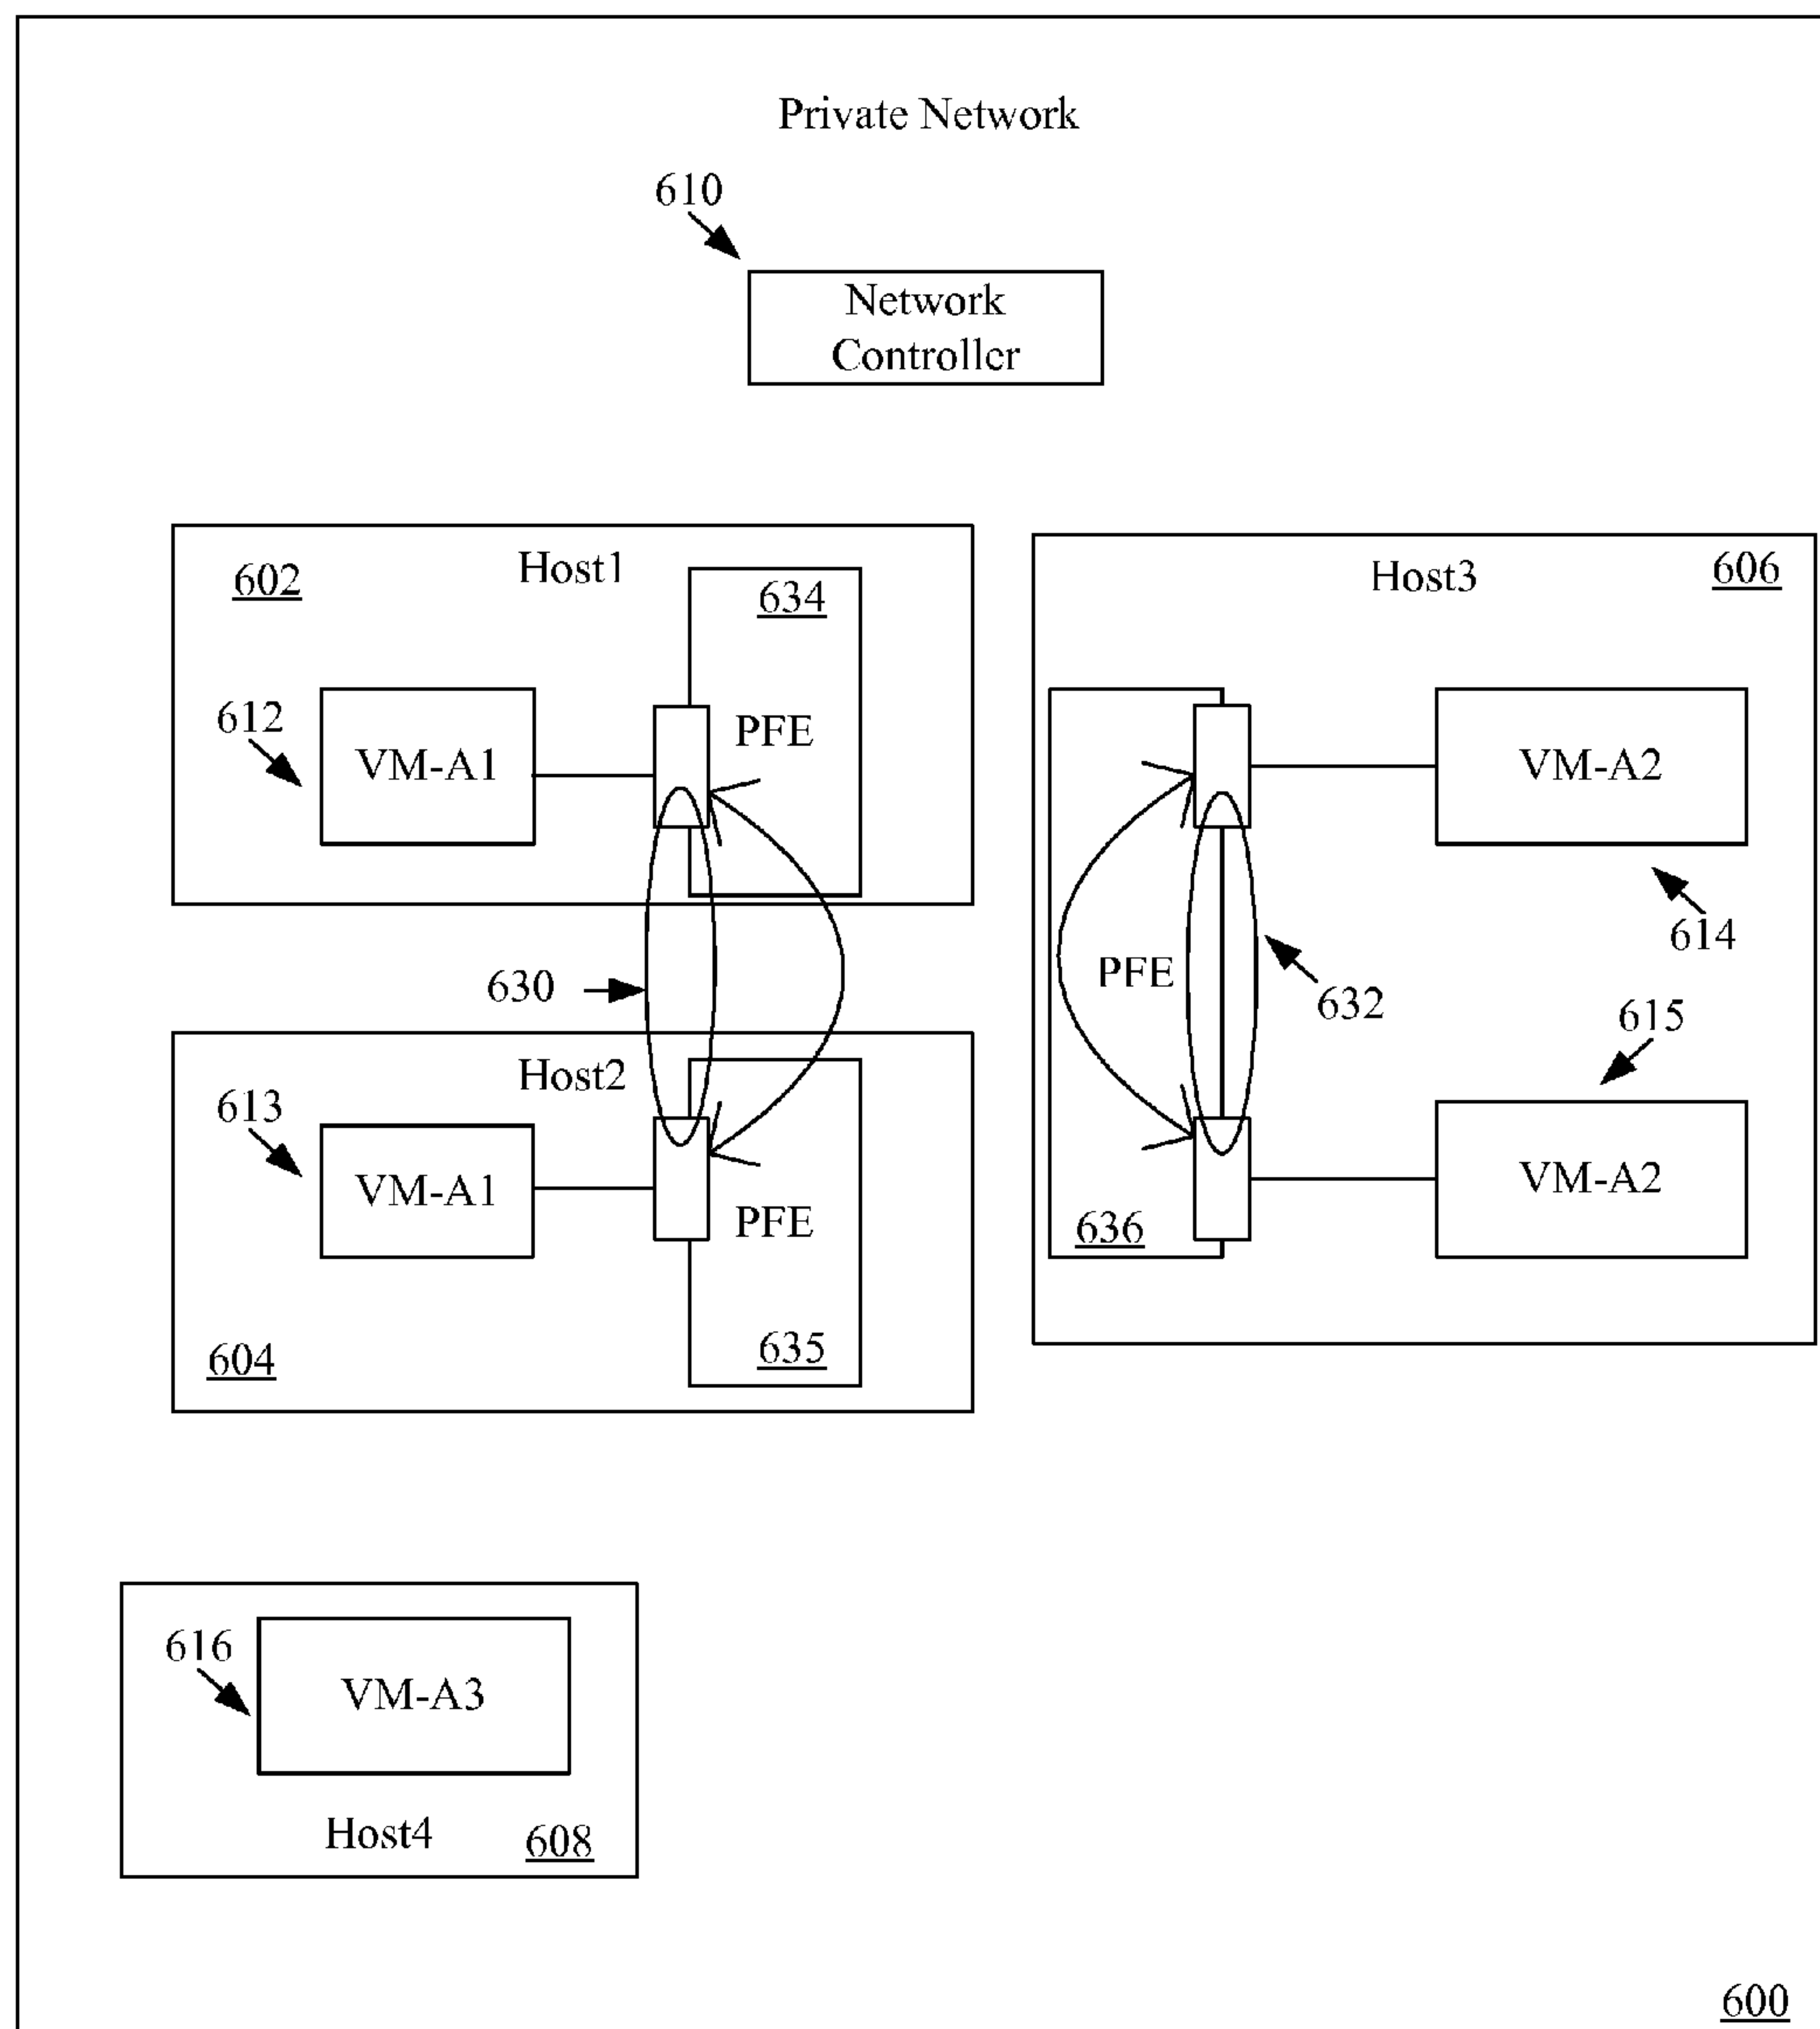 Private Network
610
Network
Controller
602
Host1
634
612
VM-A1
PFE
Host3
606
VM-A2
614
630
PFE
632
615
Host2
613
VM-A1
PFE
604
635
VM-A2
636
616
VM-A3
Host4
608
600